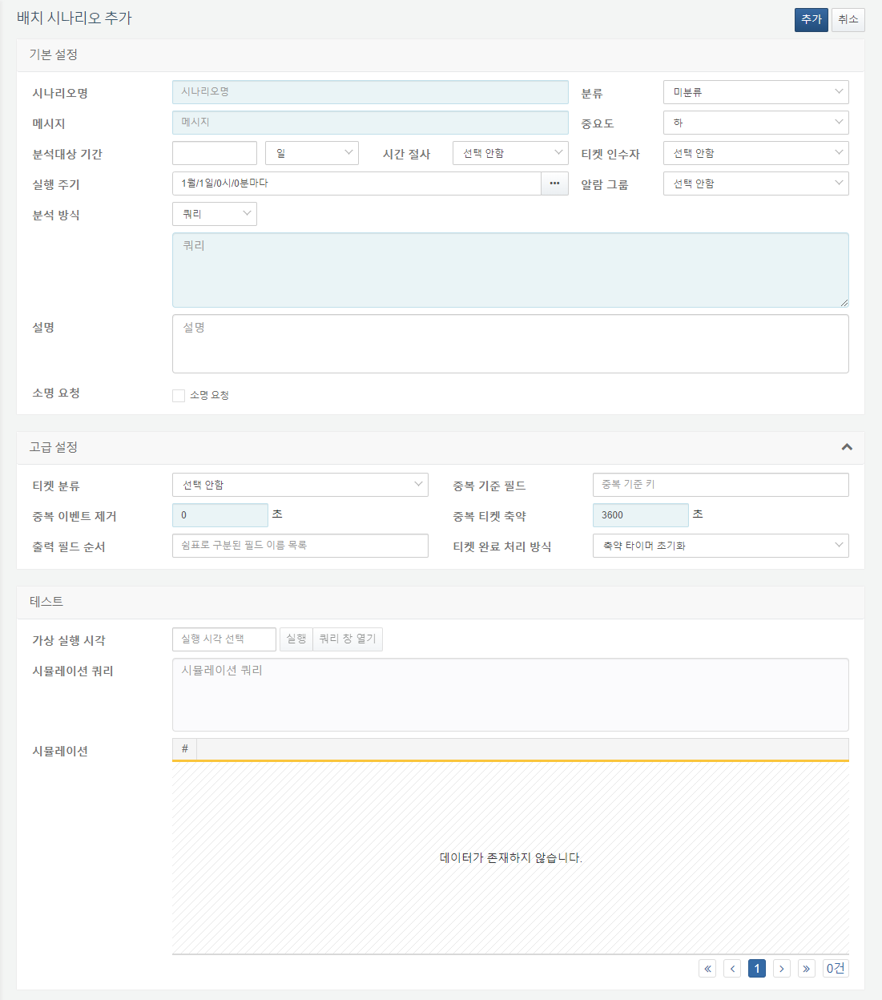 배치 시나리오 추가
추가 취소
기본 설정
시나리오명 시나리오명 분류 미분류
메시지 메시지 중요도 하
분석대상 기간 일 시간 절사 선택 안함 티켓 인수자 선택 안함
실행 주기 1월/1일/0시/0분마다 ••• 알람 그룹 선택 안함
분석 방식 쿼리
쿼리
설명 설명
소명 요청 소명 요청
고급 설정
티켓 분류 선택 안함 중복 기준 필드 중복 기준 키
중복 이벤트 제거 0 초 중복 티켓 축약 3600 초
출력 필드 순서 쉼표로 구분된 필드 이름 목록 티켓 완료 처리 방식 축약 타이머 초기화
테스트
가상 실행 시각 실행 시각 선택 실행 쿼리 창 열기
시뮬레이션 쿼리 시뮬레이션 쿼리
시뮬레이션 #
데이터가 존재하지 않습니다.
« ‹ 1 › » 0건